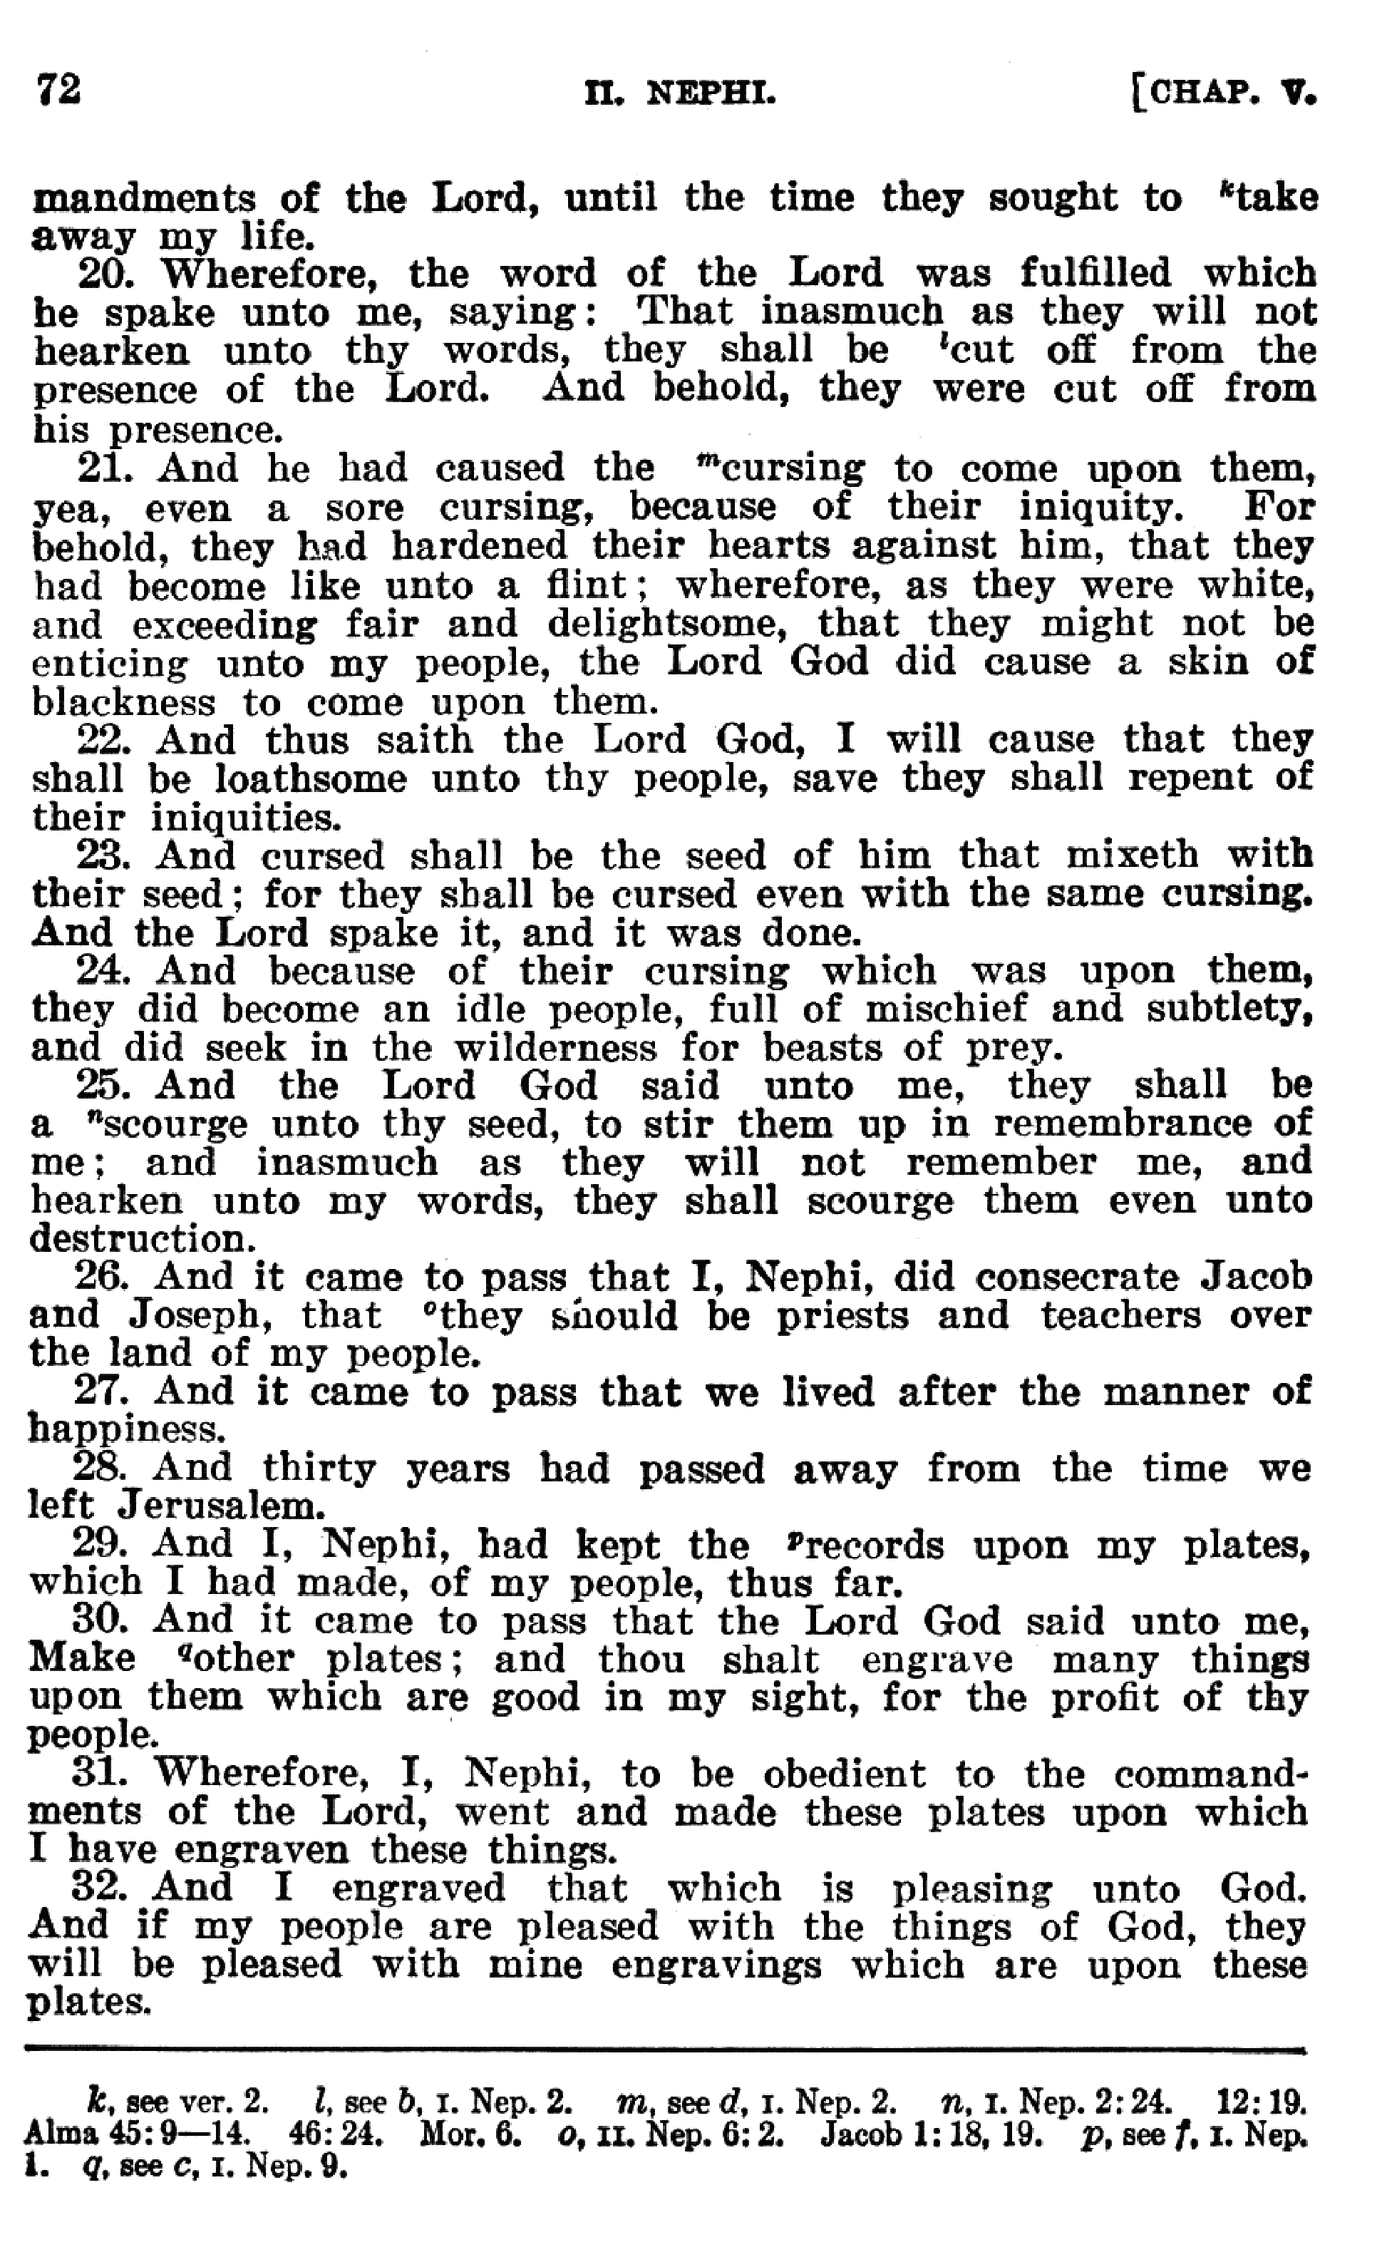 72 II. NEPHI. [CHAP. V.
mandments of the Lord, until the time they sought to ᵏtake
away my life.
20. Wherefore, the word of the Lord was fulfilled which
he spake unto me, saying: That inasmuch as they will not
hearken unto thy words, they shall be ˡcut off from the
presence of the Lord. And behold, they were cut off from
his presence.
21. And he had caused the ᵐcursing to come upon them,
yea, even a sore cursing, because of their iniquity. For
behold, they had hardened their hearts against him, that they
had become like unto a flint; wherefore, as they were white,
and exceeding fair and delightsome, that they might not be
enticing unto my people, the Lord God did cause a skin of
blackness to come upon them.
22. And thus saith the Lord God, I will cause that they
shall be loathsome unto thy people, save they shall repent of
their iniquities.
23. And cursed shall be the seed of him that mixeth with
their seed; for they shall be cursed even with the same cursing.
And the Lord spake it, and it was done.
24. And because of their cursing which was upon them,
they did become an idle people, full of mischief and subtlety,
and did seek in the wilderness for beasts of prey.
25. And the Lord God said unto me, they shall be
a ⁿscourge unto thy seed, to stir them up in remembrance of
me; and inasmuch as they will not remember me, and
hearken unto my words, they shall scourge them even unto
destruction.
26. And it came to pass that I, Nephi, did consecrate Jacob
and Joseph, that ᵒthey should be priests and teachers over
the land of my people.
27. And it came to pass that we lived after the manner of
happiness.
28. And thirty years had passed away from the time we
left Jerusalem.
29. And I, Nephi, had kept the ᵖrecords upon my plates,
which I had made, of my people, thus far.
30. And it came to pass that the Lord God said unto me,
Make qother plates; and thou shalt engrave many things
upon them which are good in my sight, for the profit of thy
people.
31. Wherefore, I, Nephi, to be obedient to the command-
ments of the Lord, went and made these plates upon which
I have engraven these things.
32. And I engraved that which is pleasing unto God.
And if my people are pleased with the things of God, they
will be pleased with mine engravings which are upon these
plates.
k, see ver. 2. l, see b, I. Nep. 2. m, see d, I. Nep. 2. n, I. Nep. 2:24. 12:19.
Alma 45:9—14. 46:24. Mor. 6. o, II. Nep. 6:2. Jacob 1:18, 19. p, see f, I. Nep.
1. q, see c, I. Nep. 9.